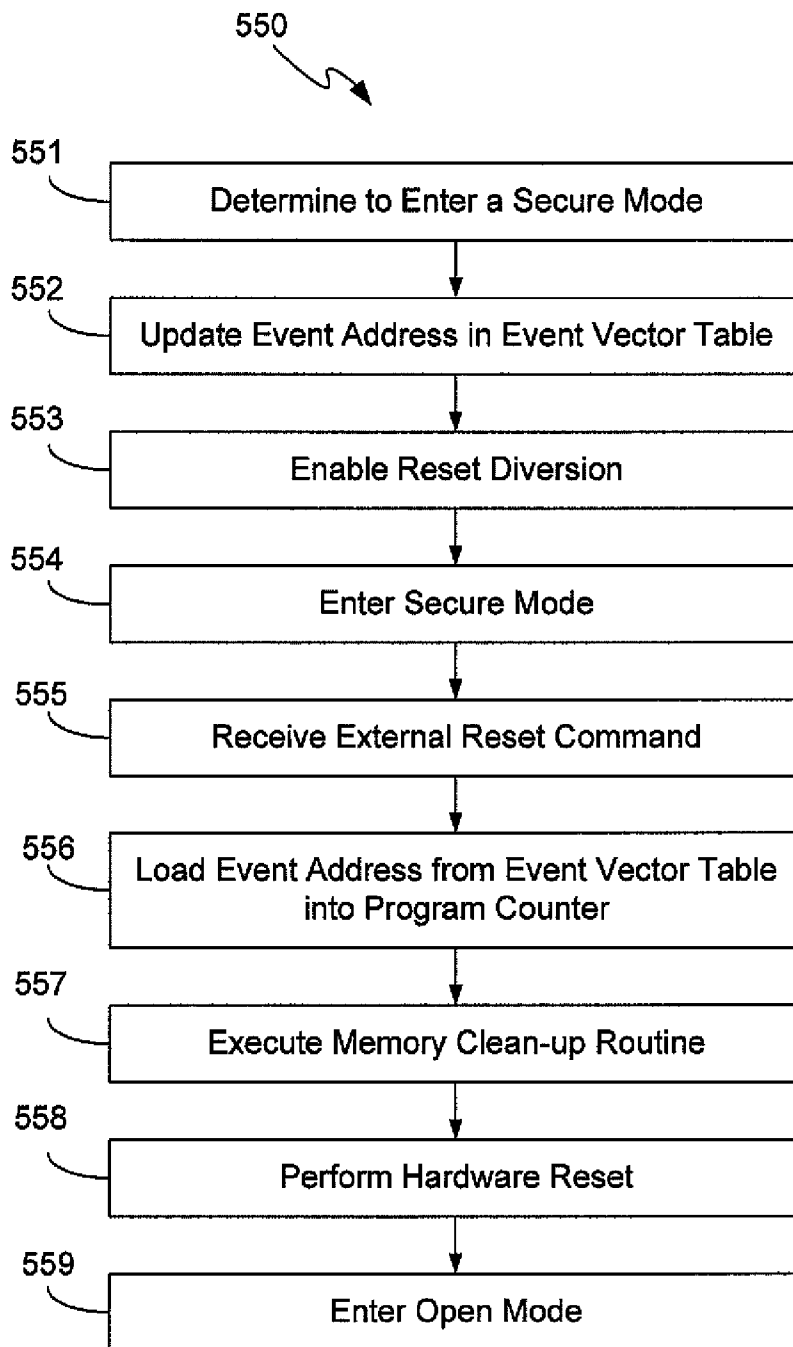 550
551
Determine to Enter a Secure Mode
552
Update Event Address in Event Vector Table
553
Enable Reset Diversion
554
Enter Secure Mode
555
Receive External Reset Command
556
Load Event Address from Event Vector Table
into Program Counter
557
Execute Memory Clean-up Routine
558
Perform Hardware Reset
559
Enter Open Mode